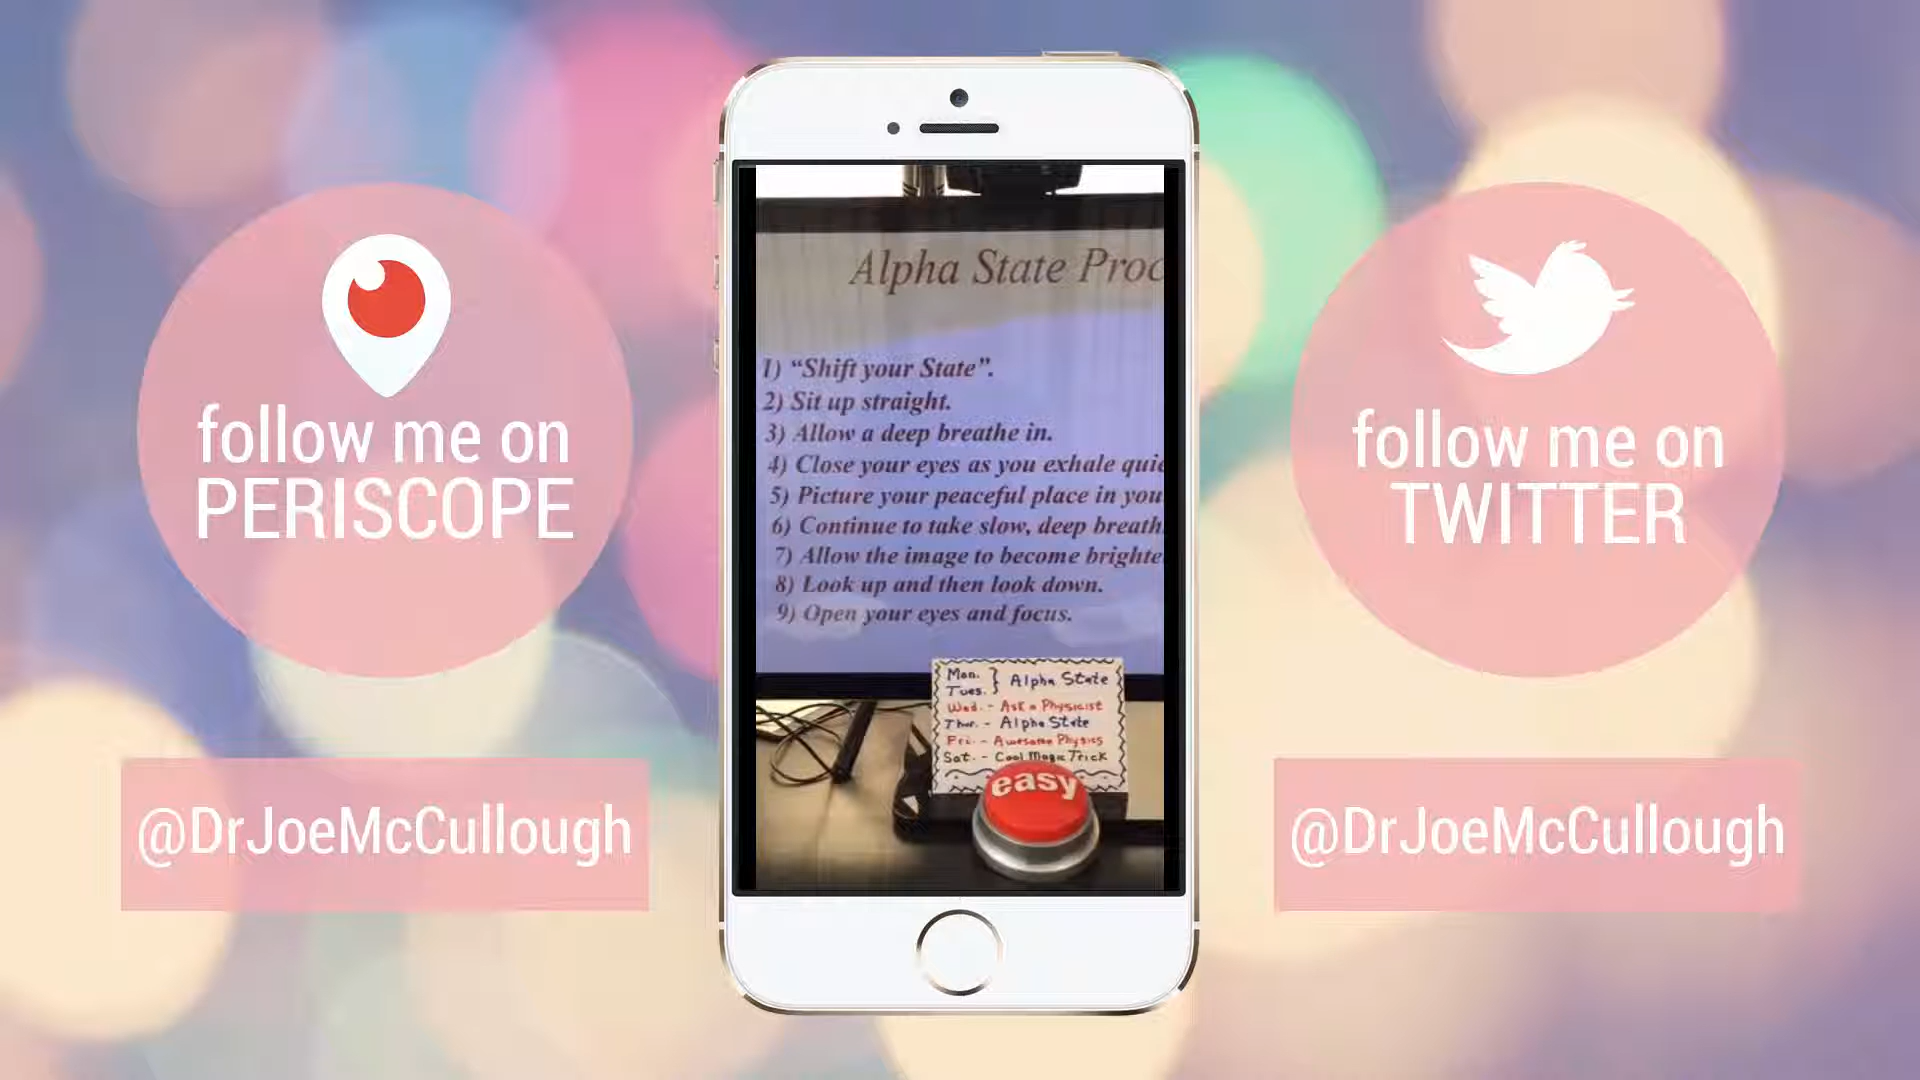 follow me on
PERISCOPE
@DrJoeMcCullough
Alpha State Proc
1) “Shift your State”.
2) Sit up straight.
3) Allow a deep breathe in.
4) Close your eyes as you exhale quie
5) Picture your peaceful place in you
6) Continue to take slow, deep breath
7) Allow the image to become brighte
8) Look up and then look down.
9) Open your eyes and focus.
Mon. } Alpha State
Tues.
Wed. - Ask a Physicist
Thur. - Alpha State
Fri. - Awesome Physics
Sat. - Cool Magic Trick
easy
follow me on
TWITTER
@DrJoeMcCullough